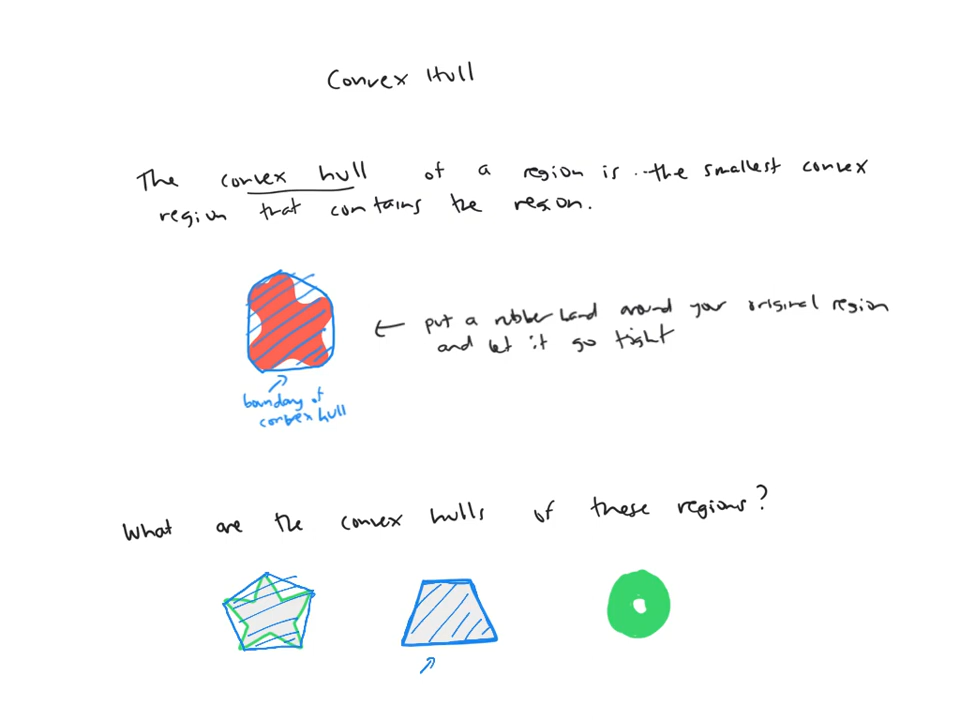 Convex Hull
The convex hull of a region is the smallest convex
region that contains the region.
← put a rubber band around your original region
and let it go tight
boundary of
convex hull
What are the convex hulls of these regions?